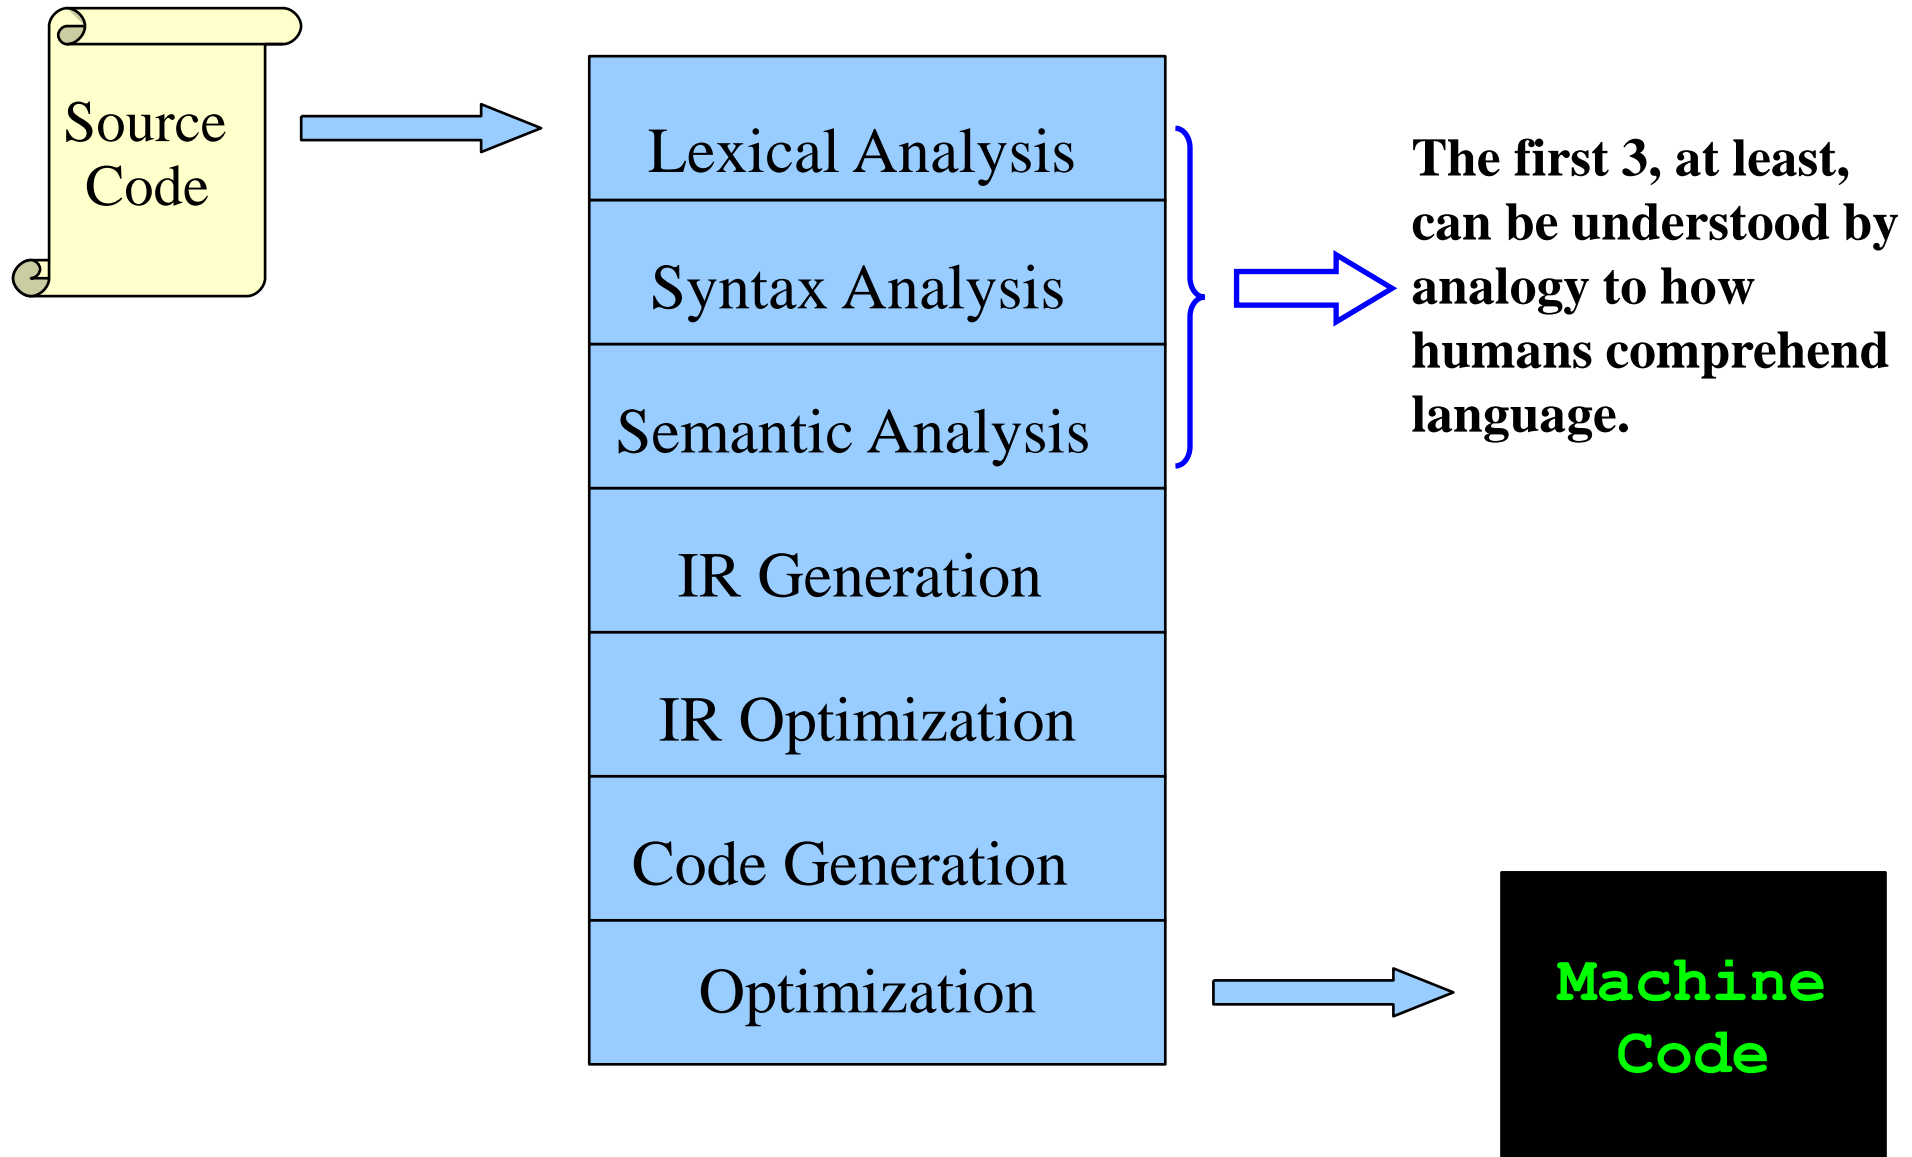 Source
Code
Lexical Analysis
Syntax Analysis
Semantic Analysis
IR Generation
IR Optimization
Code Generation
Optimization
The first 3, at least,
can be understood by
analogy to how
humans comprehend
language.
Machine
Code